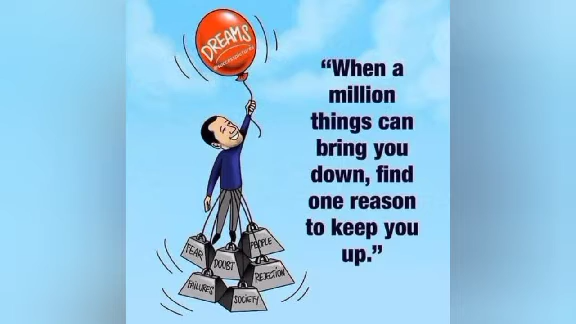 DREAMS
“When a
million
things can
bring you
down, find
one reason
to keep you
up.”
FEAR
DOUBT
PEOPLE
FAILURES
REJECTION
SOCIETY